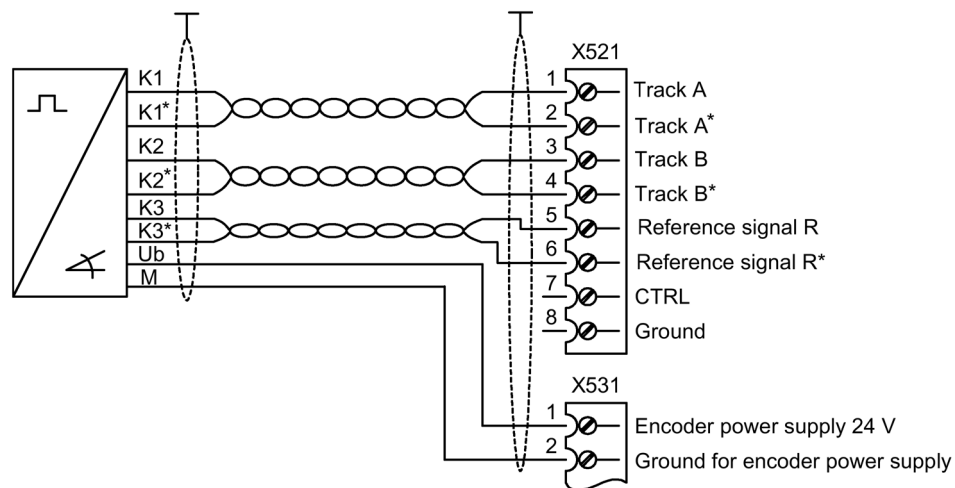 X521
K1
1
Track A
K1*
2
Track A*
K2
3
Track B
K2*
4
Track B*
K3
5
Reference signal R
K3*
6
Reference signal R*
Ub
7
CTRL
M
8
Ground
X531
1
Encoder power supply 24 V
2
Ground for encoder power supply